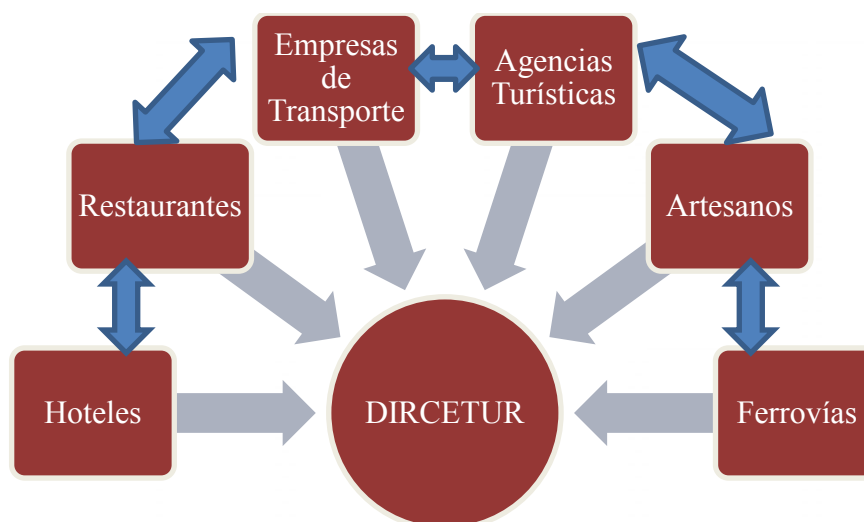 Empresas
de
Transporte
Agencias
Turísticas
Restaurantes
Artesanos
Hoteles
DIRCETUR
Ferrovías